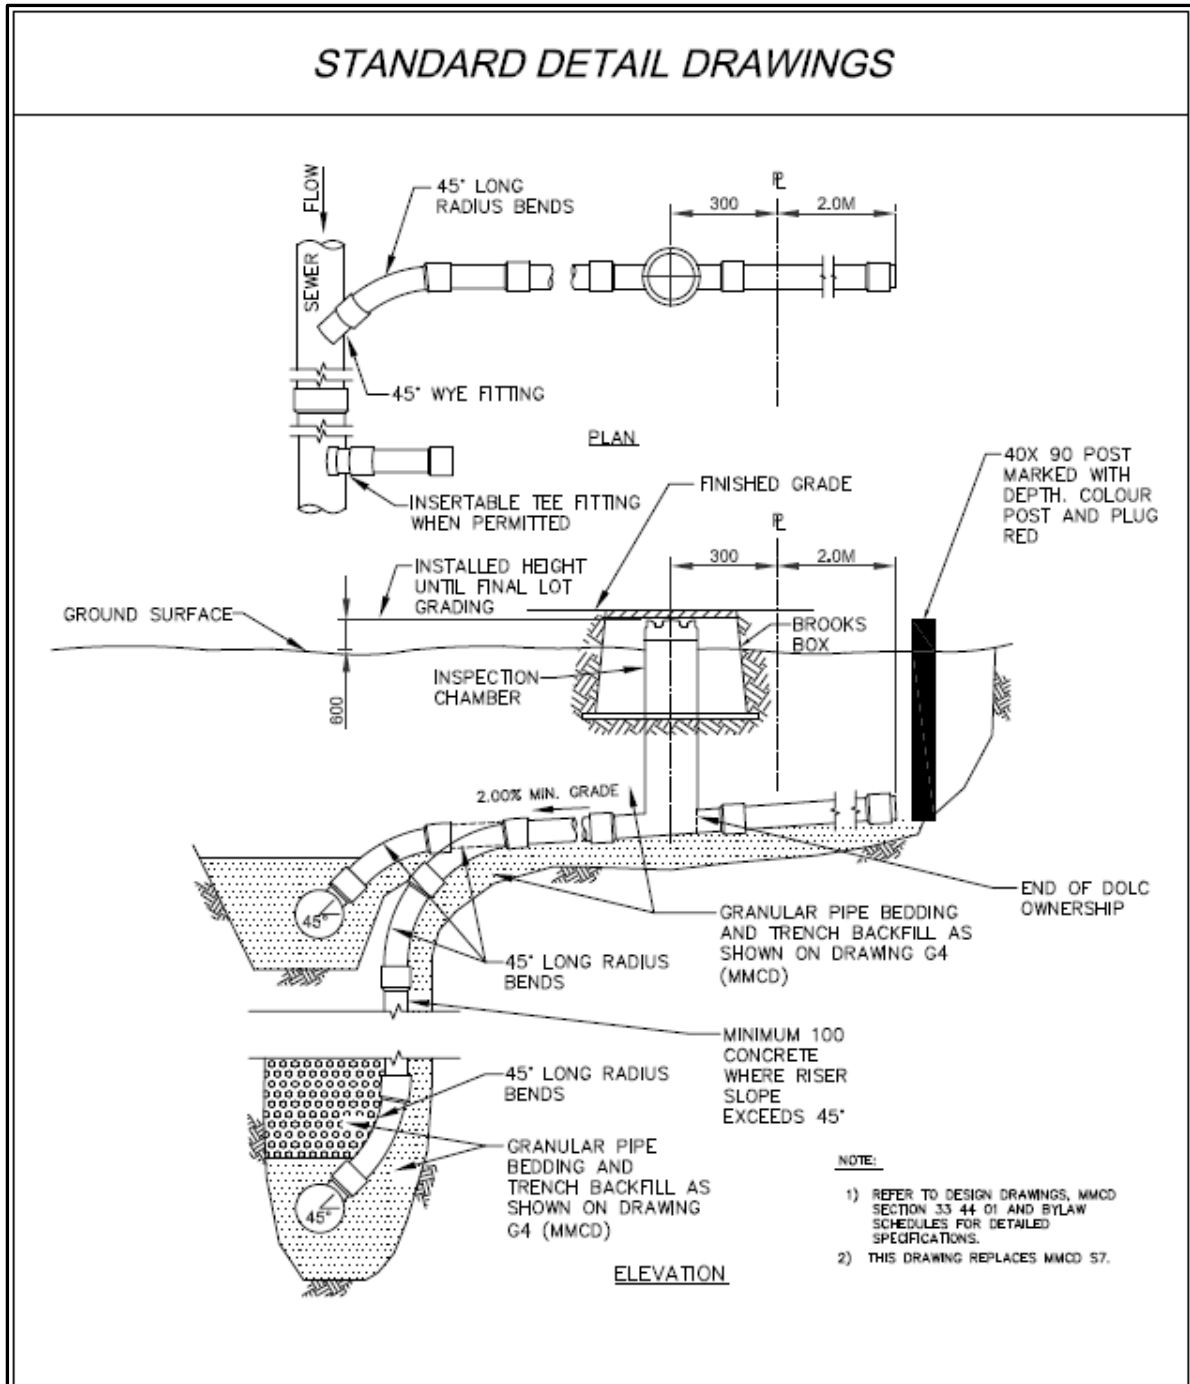 STANDARD DETAIL DRAWINGS
FLOW
SEWER
45° LONG
RADIUS BENDS
PL
300
2.0M
45° WYE FITTING
PLAN
INSERTABLE TEE FITTING
WHEN PERMITTED
FINISHED GRADE
40X 90 POST
MARKED WITH
DEPTH. COLOUR
POST AND PLUG
RED
PL
300
2.0M
INSTALLED HEIGHT
UNTIL FINAL LOT
GRADING
GROUND SURFACE
BROOKS
BOX
INSPECTION
CHAMBER
600
2.00% MIN. GRADE
45°
END OF DOLC
OWNERSHIP
GRANULAR PIPE BEDDING
AND TRENCH BACKFILL AS
SHOWN ON DRAWING G4
(MMCD)
45° LONG RADIUS
BENDS
MINIMUM 100
CONCRETE
WHERE RISER
SLOPE
EXCEEDS 45°
45° LONG RADIUS
BENDS
GRANULAR PIPE
BEDDING AND
TRENCH BACKFILL AS
SHOWN ON DRAWING
G4 (MMCD)
45°
ELEVATION
NOTE:
1) REFER TO DESIGN DRAWINGS, MMCD
SECTION 33 44 01 AND BYLAW
SCHEDULES FOR DETAILED
SPECIFICATIONS.
2) THIS DRAWING REPLACES MMCD S7.